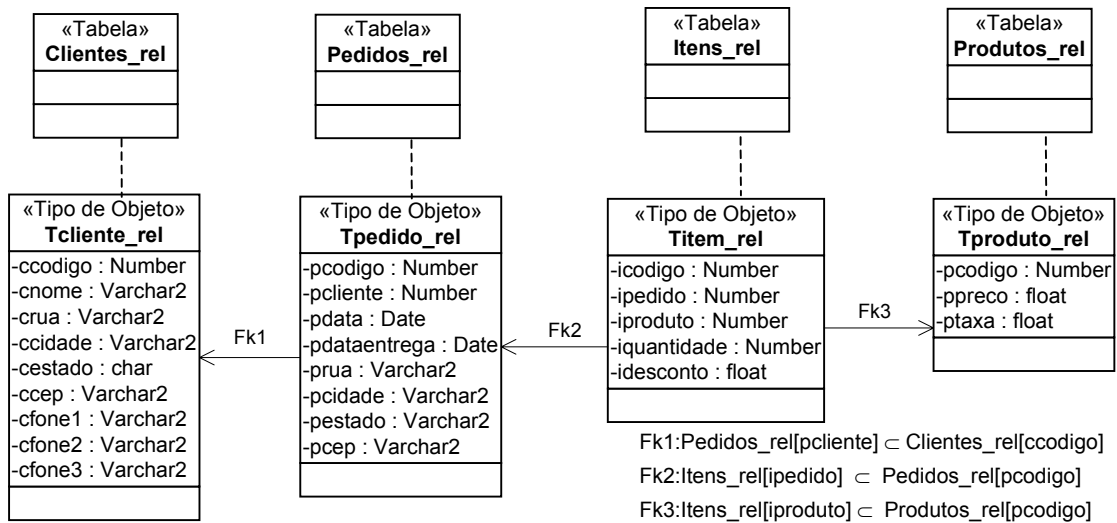 «Tabela»
Clientes_rel
«Tabela»
Pedidos_rel
«Tabela»
Itens_rel
«Tabela»
Produtos_rel
«Tipo de Objeto»
Tcliente_rel
-ccodigo : Number
-cnome : Varchar2
-crua : Varchar2
-ccidade : Varchar2
-cestado : char
-ccep : Varchar2
-cfone1 : Varchar2
-cfone2 : Varchar2
-cfone3 : Varchar2
Fk1
«Tipo de Objeto»
Tpedido_rel
-pcodigo : Number
-pcliente : Number
-pdata : Date
-pdataentrega : Date
-prua : Varchar2
-pcidade : Varchar2
-pestado : Varchar2
-pcep : Varchar2
Fk2
«Tipo de Objeto»
Titem_rel
-icodigo : Number
-ipedido : Number
-iproduto : Number
-iquantidade : Number
-idesconto : float
Fk3
«Tipo de Objeto»
Tproduto_rel
-pcodigo : Number
-ppreco : float
-ptaxa : float
Fk1:Pedidos_rel[pcliente] ⊂ Clientes_rel[ccodigo]
Fk2:Itens_rel[ipedido] ⊂ Pedidos_rel[pcodigo]
Fk3:Itens_rel[iproduto] ⊂ Produtos_rel[pcodigo]